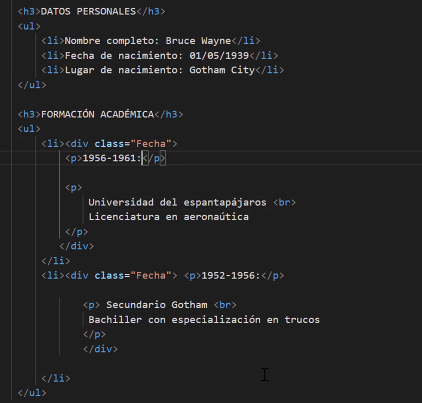 <h3>DATOS PERSONALES</h3>
<ul>
<li>Nombre completo: Bruce Wayne</li>
<li>Fecha de nacimiento: 01/05/1939</li>
<li>Lugar de nacimiento: Gotham City</li>
</ul>
<h3>FORMACIÓN ACADÉMICA</h3>
<ul>
<li><div class="Fecha">
<p>1956-1961:</p>
<p>
Universidad del espantapájaros <br>
Licenciatura en aeronaútica
</p>
</div>
</li>
<li><div class="Fecha"> <p>1952-1956:</p>
<p> Secundario Gotham <br>
Bachiller con especialización en trucos
</p>
</div>
</li>
</ul>